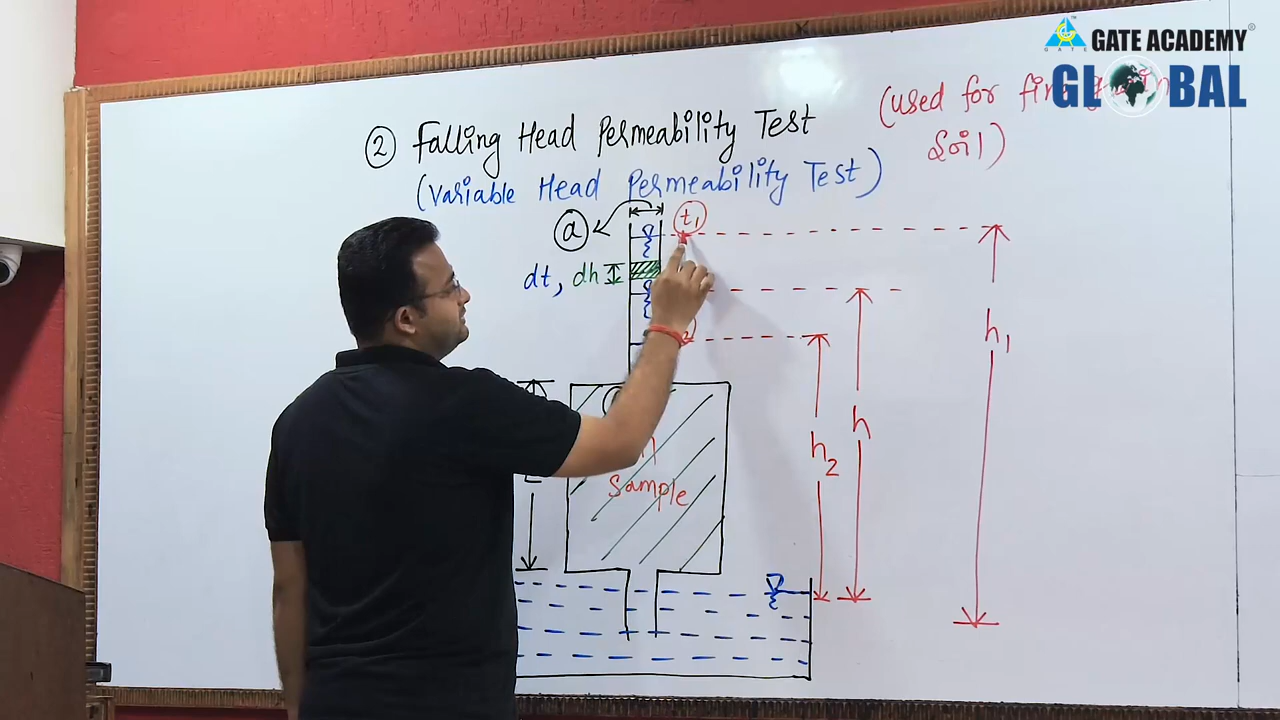 GATE ACADEMY
GLOBAL
(used for
soil)
② Falling Head Permeability Test
(Variable Head Permeability Test)
a
t₁
dt, dh
h₁
h
h₂
Sample